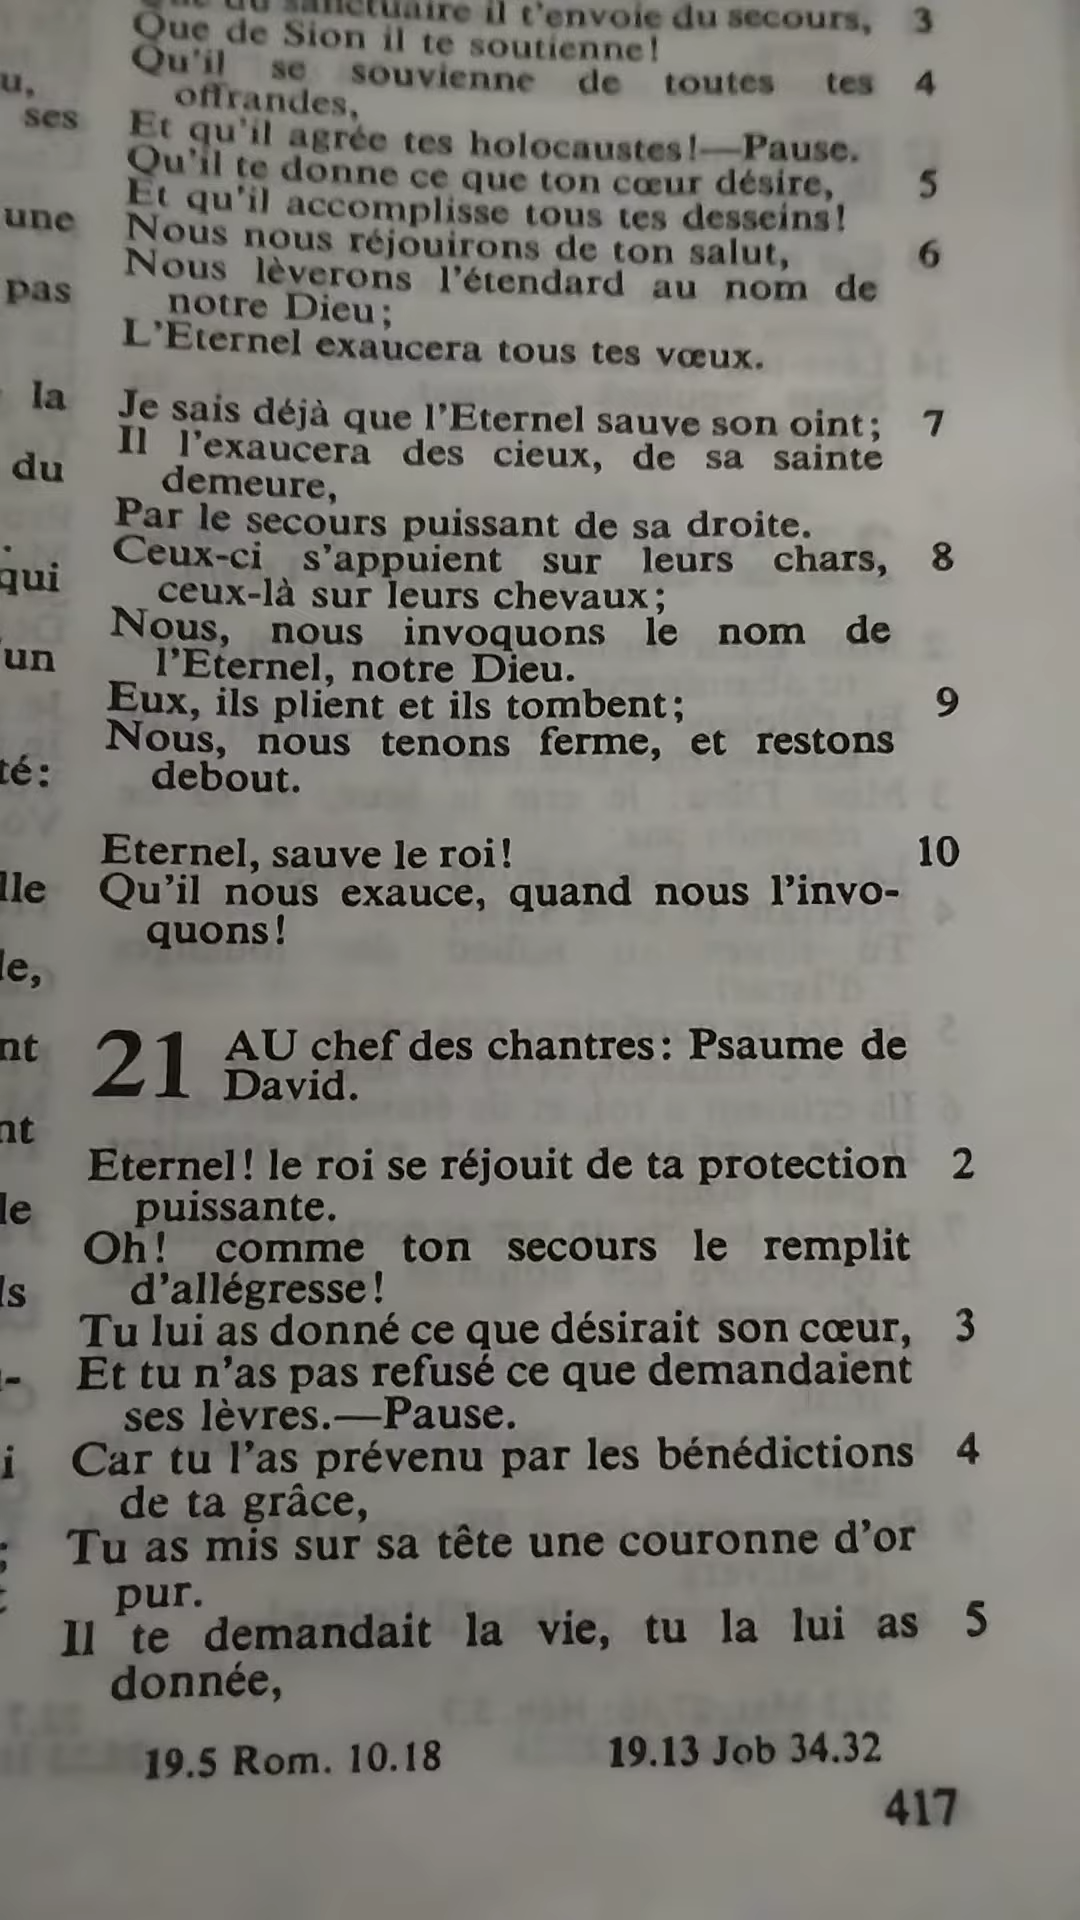 sanctuaire il t'envoie du secours, 3
Que de Sion il te soutienne!
Qu'il se souvienne de toutes tes 4
offrandes,
Et qu'il agrée tes holocaustes!—Pause.
Qu'il te donne ce que ton cœur désire, 5
Et qu'il accomplisse tous tes desseins!
Nous nous réjouirons de ton salut, 6
Nous lèverons l'étendard au nom de
notre Dieu;
L'Eternel exaucera tous tes vœux.
Je sais déjà que l'Eternel sauve son oint; 7
Il l'exaucera des cieux, de sa sainte
demeure,
Par le secours puissant de sa droite.
Ceux-ci s'appuient sur leurs chars, 8
ceux-là sur leurs chevaux;
Nous, nous invoquons le nom de
l'Eternel, notre Dieu.
Eux, ils plient et ils tombent; 9
Nous, nous tenons ferme, et restons
debout.
Eternel, sauve le roi! 10
Qu'il nous exauce, quand nous l'invo-
quons!
21 AU chef des chantres: Psaume de
David.
Eternel! le roi se réjouit de ta protection 2
puissante.
Oh! comme ton secours le remplit
d'allégresse!
Tu lui as donné ce que désirait son cœur, 3
Et tu n'as pas refusé ce que demandaient
ses lèvres.—Pause.
Car tu l'as prévenu par les bénédictions 4
de ta grâce,
Tu as mis sur sa tête une couronne d'or
pur.
Il te demandait la vie, tu la lui as 5
donnée,
19.5 Rom. 10.18 19.13 Job 34.32
417